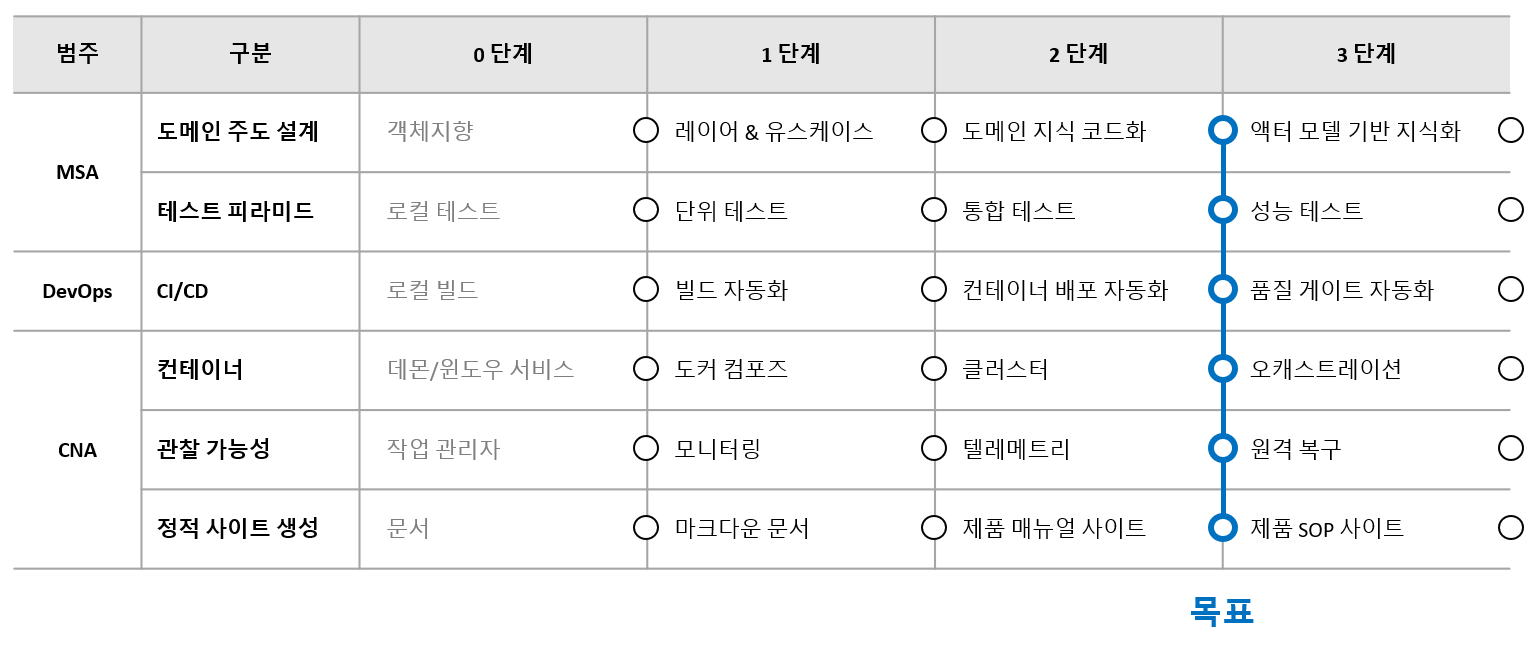 범주 구분 0 단계 1 단계 2 단계 3 단계
도메인 주도 설계 객체지향 레이어 & 유스케이스 도메인 지식 코드화 액터 모델 기반 지식화
MSA
테스트 피라미드 로컬 테스트 단위 테스트 통합 테스트 성능 테스트
DevOps CI/CD 로컬 빌드 빌드 자동화 컨테이너 배포 자동화 품질 게이트 자동화
컨테이너 데몬/윈도우 서비스 도커 컴포즈 클러스터 오캐스트레이션
CNA 관찰 가능성 작업 관리자 모니터링 텔레메트리 원격 복구
정적 사이트 생성 문서 마크다운 문서 제품 매뉴얼 사이트 제품 SOP 사이트
목표